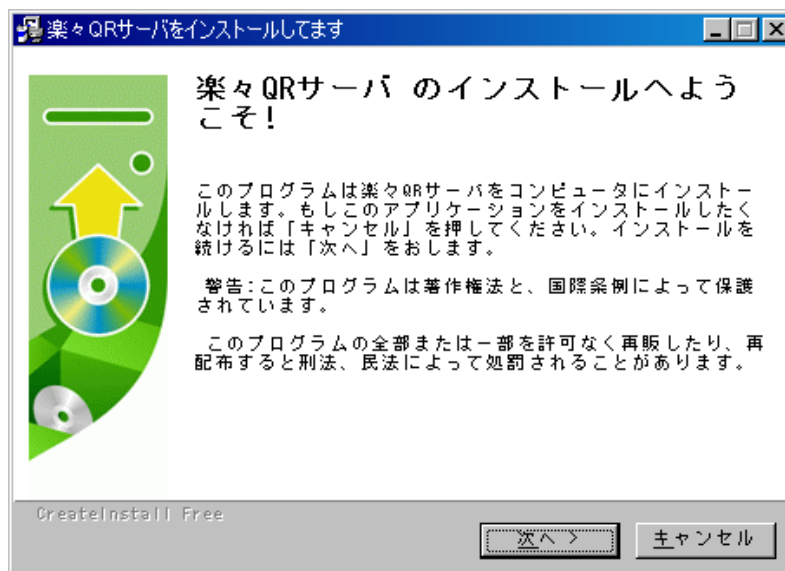 楽々QRサーバをインストールしてます
楽々QRサーバ のインストールへよう
こそ!
このプログラムは楽々QRサーバをコンピュータにインストー
ルします。もしこのアプリケーションをインストールしたく
なければ「キャンセル」を押してください。インストールを
続けるには「次へ」をおします。
警告:このプログラムは著作権法と、国際条例によって保護
されています。
このプログラムの全部または一部を許可なく再販したり、再
配布すると刑法、民法によって処罰されることがあります。
CreateInstall Free
次へ >
キャンセル